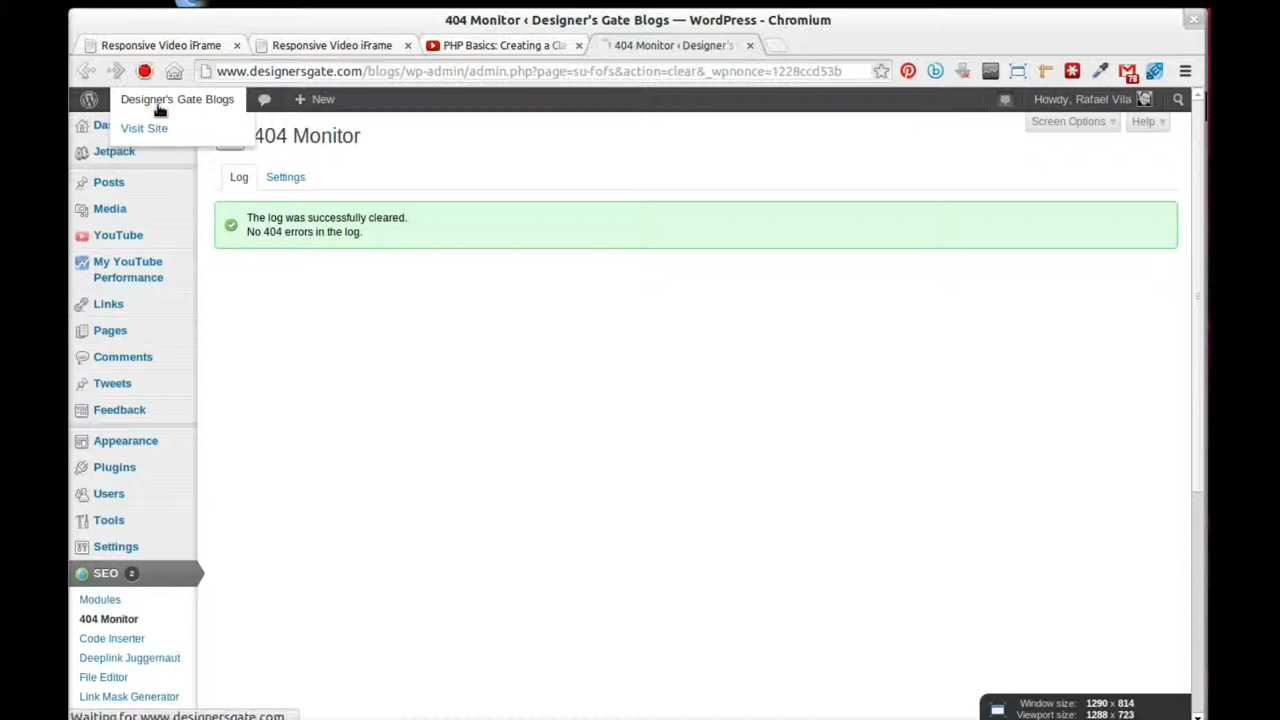 404 Monitor ‹ Designer's Gate Blogs — WordPress - Chromium
Responsive Video iFrame
Responsive Video iFrame
PHP Basics: Creating a Cla
404 Monitor ‹ Designer's
www.designersgate.com/blogs/wp-admin/admin.php?page=su-fofs&action=clear&_wpnonce=1228ccd53b
78
Designer's Gate Blogs
+ New
Howdy, Rafael Vila
Visit Site
Das
404 Monitor
Screen Options
Help
Jetpack
Log
Settings
Posts
Media
YouTube
My YouTube
Performance
Links
Pages
Comments
Tweets
Feedback
Appearance
Plugins
Users
Tools
Settings
SEO 2
Modules
404 Monitor
Code Inserter
Deeplink Juggernaut
File Editor
Link Mask Generator
The log was successfully cleared.
No 404 errors in the log.
Waiting for www.designersgate.com
Window size: 1290 x 814
Viewport size: 1288 x 723